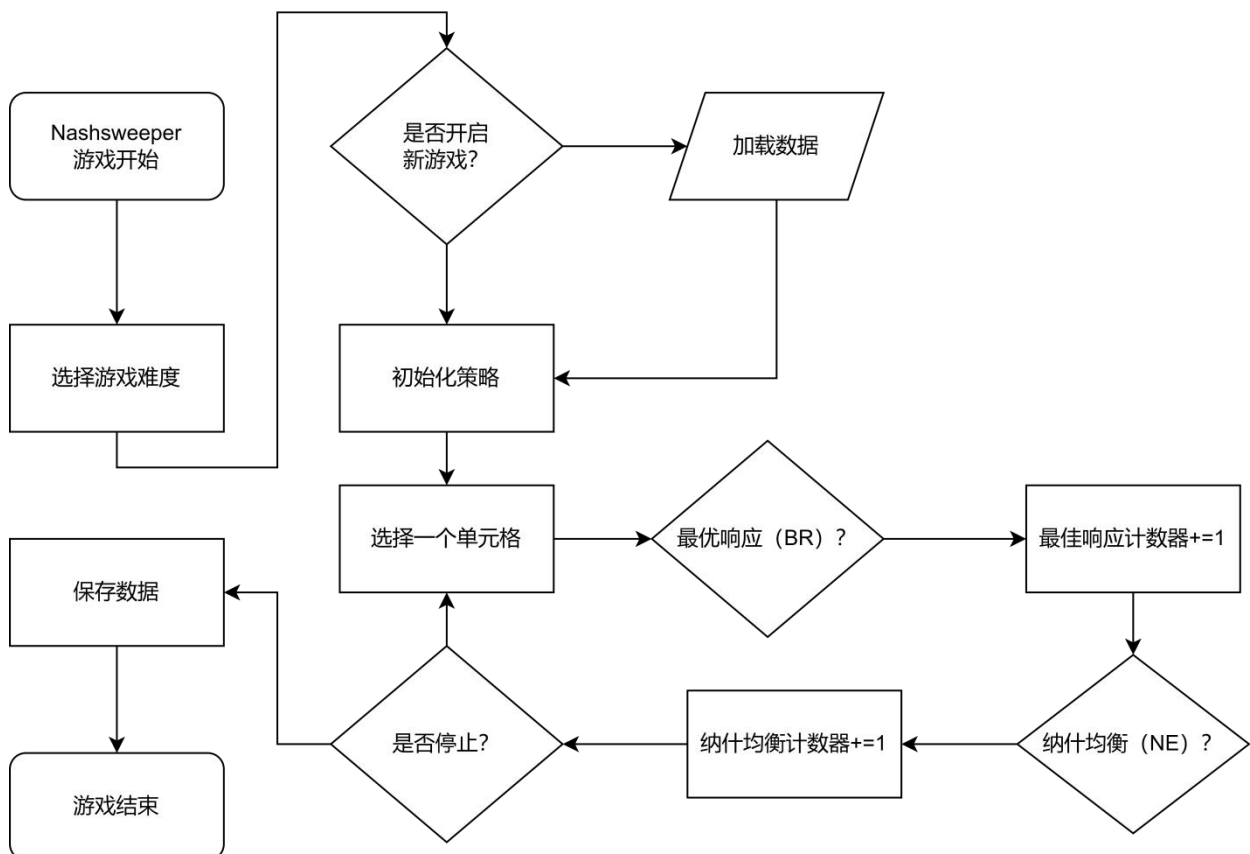 Nashsweeper
游戏开始
选择游戏难度
是否开启
新游戏？
加载数据
初始化策略
选择一个单元格
最优响应（BR）？
最佳响应计数器+=1
纳什均衡（NE）？
纳什均衡计数器+=1
是否停止？
保存数据
游戏结束